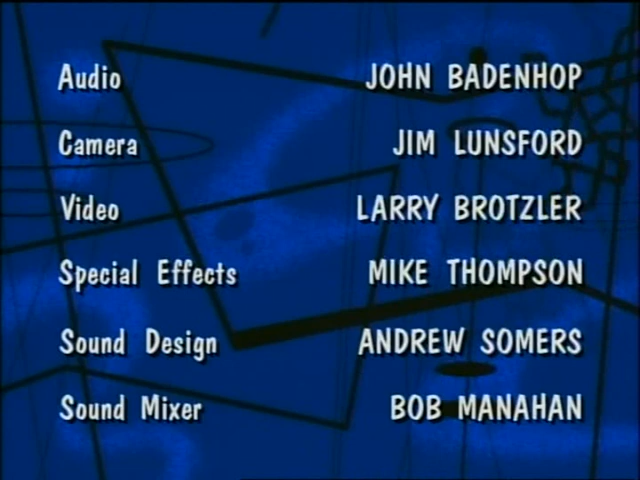 Audio JOHN BADENHOP
Camera JIM LUNSFORD
Video LARRY BROTZLER
Special Effects MIKE THOMPSON
Sound Design ANDREW SOMERS
Sound Mixer BOB MANAHAN